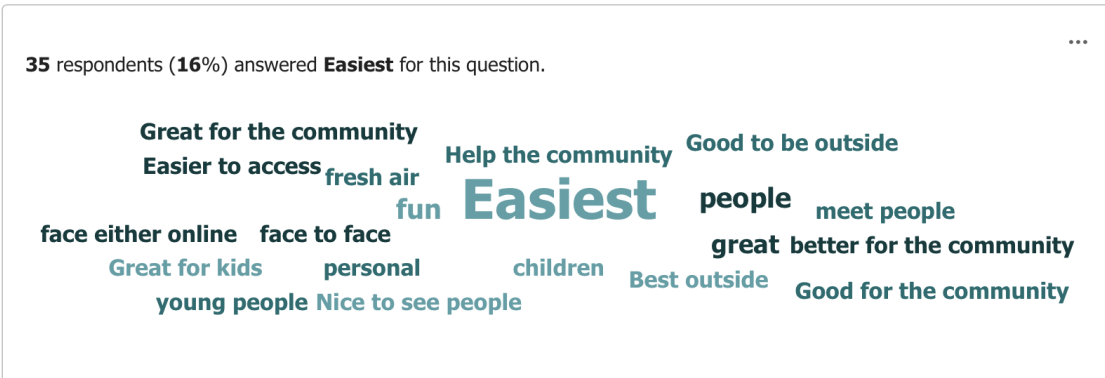 ...
35 respondents (16%) answered Easiest for this question.
Great for the community
Help the community
Good to be outside
Easier to access
fresh air
fun
Easiest
people
meet people
face either online
face to face
great
better for the community
Great for kids
personal
children
Best outside
Good for the community
young people
Nice to see people